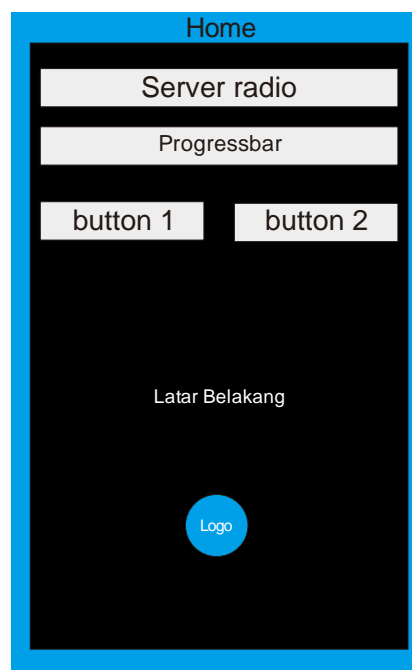 Home
Server radio
Progressbar
button 1
button 2
Latar Belakang
Logo